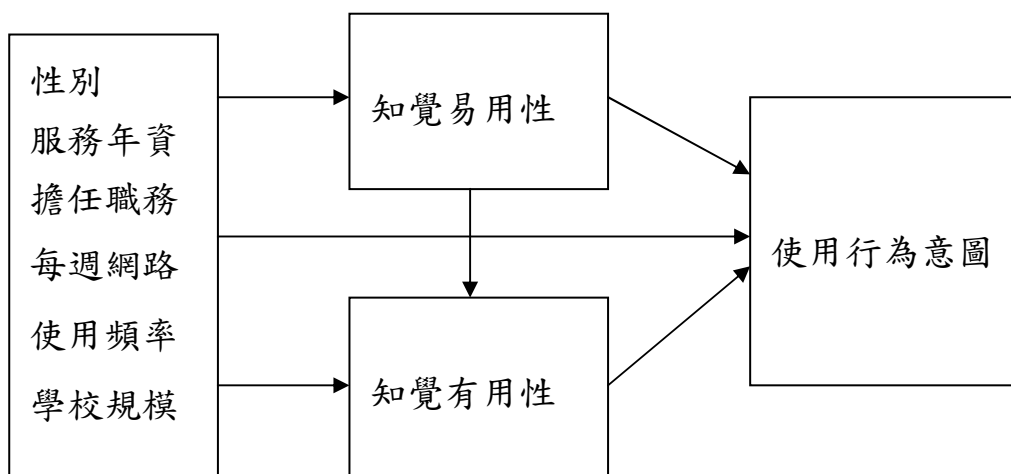 性別
服務年資
擔任職務
每週網路
使用頻率
學校規模
知覺易用性
知覺有用性
使用行為意圖